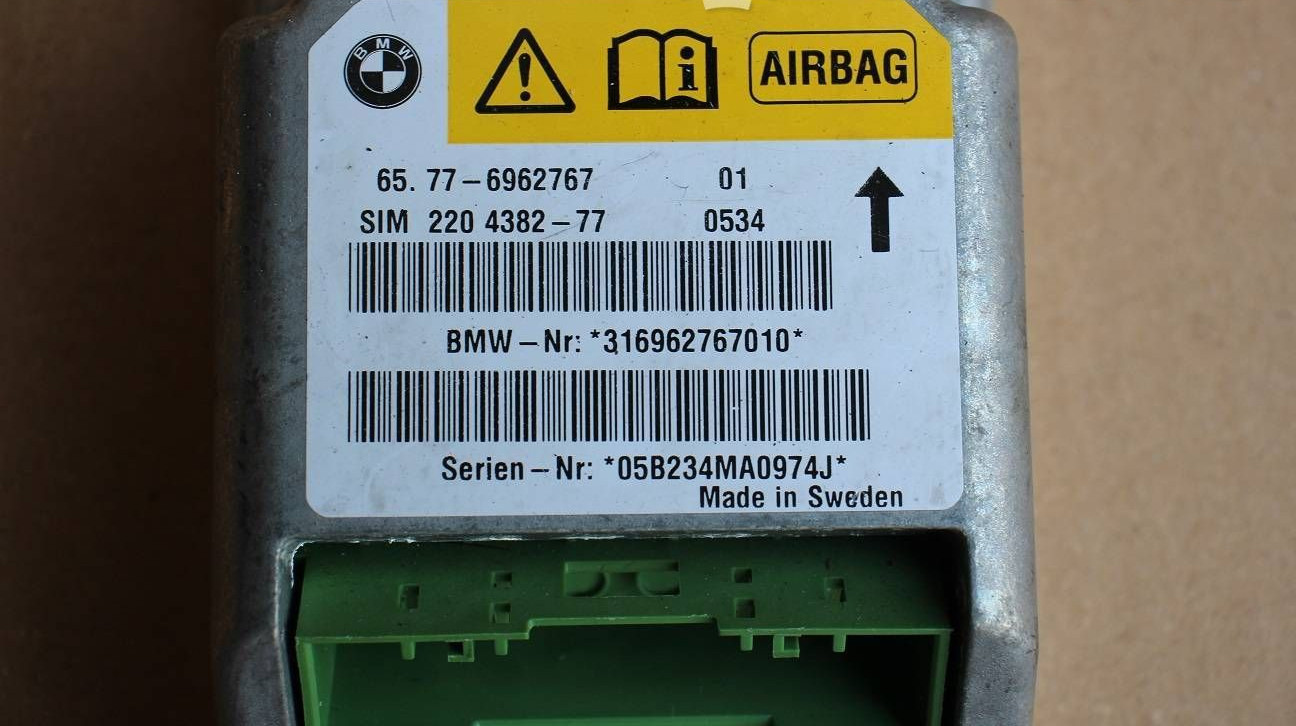 BMW
AIRBAG
65. 77-6962767 01
SIM 220 4382-77 0534
BMW-Nr: *316962767010*
Serien-Nr: *05B234MA0974J*
Made in Sweden